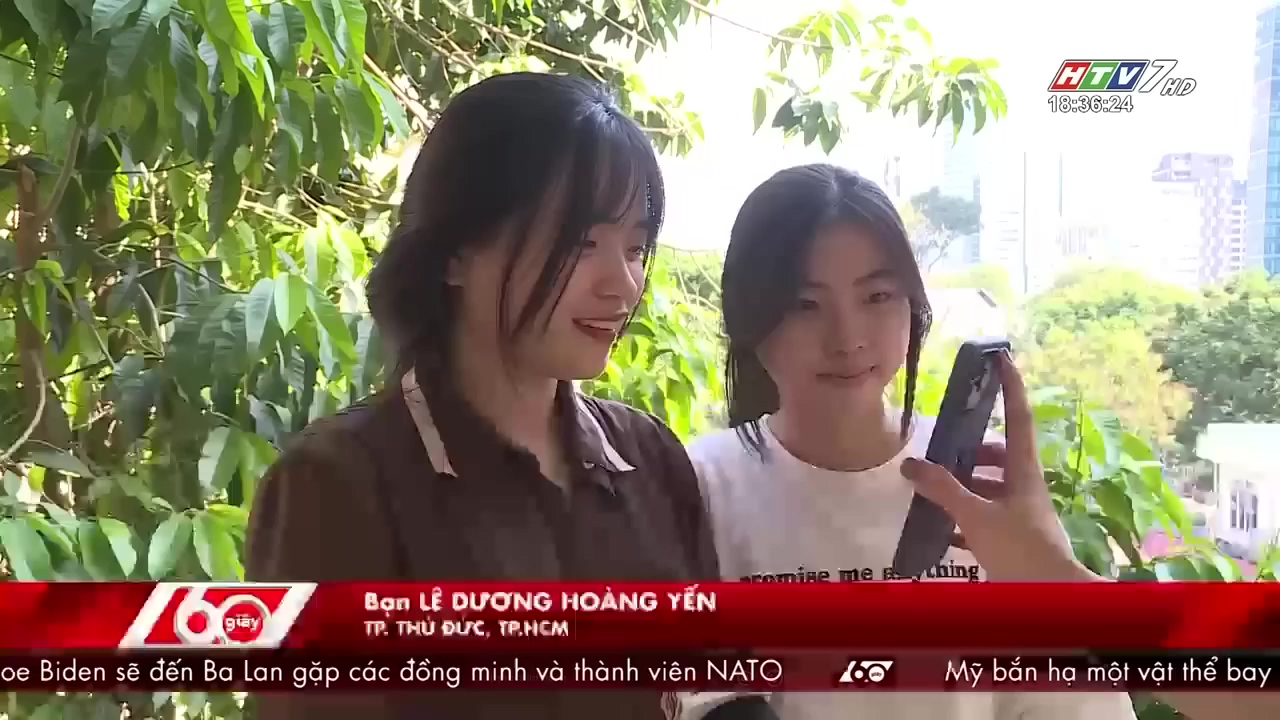 HTV7 HD
18:36:24
promise me anything
60 giây
Bạn LÊ DƯƠNG HOÀNG YẾN
TP. THỦ ĐỨC, TP.HCM
oe Biden sẽ đến Ba Lan gặp các đồng minh và thành viên NATO 60 giây Mỹ bắn hạ một vật thể bay